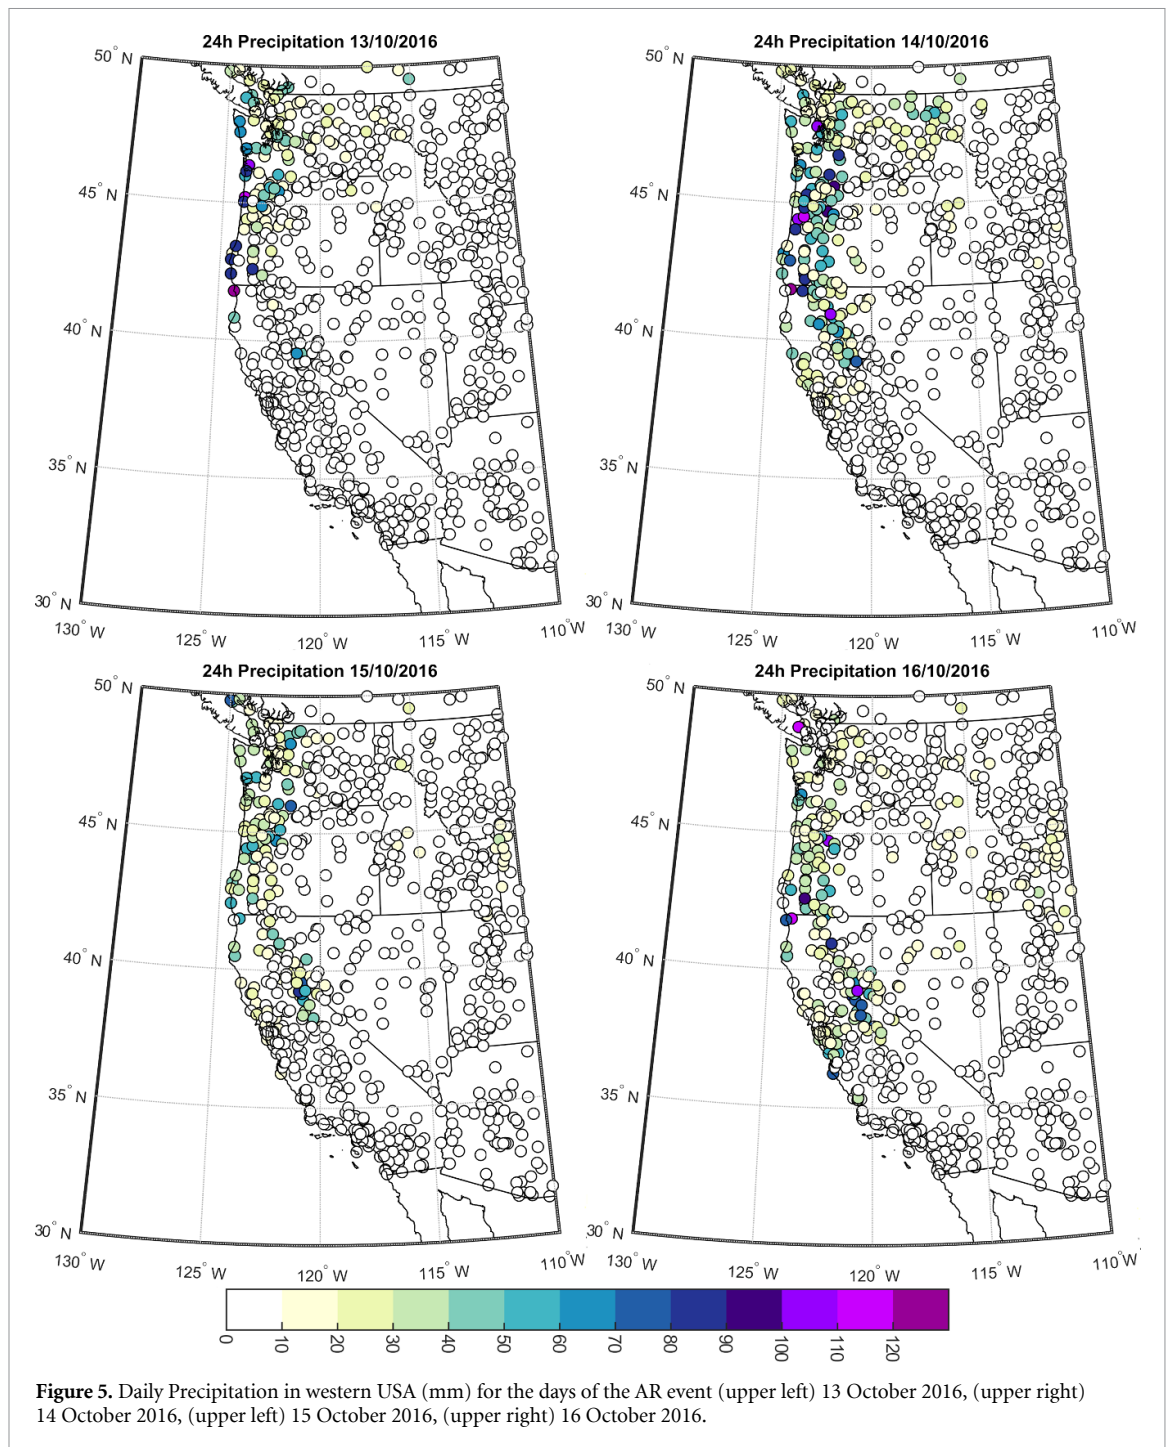 24h Precipitation 13/10/2016
50° N
45° N
40° N
35° N
30° N
130° W
125° W
120° W
115° W
110° W
24h Precipitation 14/10/2016
50° N
45° N
40° N
35° N
30° N
130° W
125° W
120° W
115° W
110° W
24h Precipitation 15/10/2016
50° N
45° N
40° N
35° N
30° N
130° W
125° W
120° W
115° W
110° W
24h Precipitation 16/10/2016
50° N
45° N
40° N
35° N
30° N
130° W
125° W
120° W
115° W
110° W
0 10 20 30 40 50 60 70 80 90 100 110 120
Figure 5. Daily Precipitation in western USA (mm) for the days of the AR event (upper left) 13 October 2016, (upper right)
14 October 2016, (upper left) 15 October 2016, (upper right) 16 October 2016.